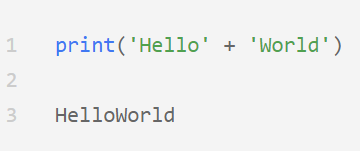 1 print('Hello' + 'World')
2
3 HelloWorld